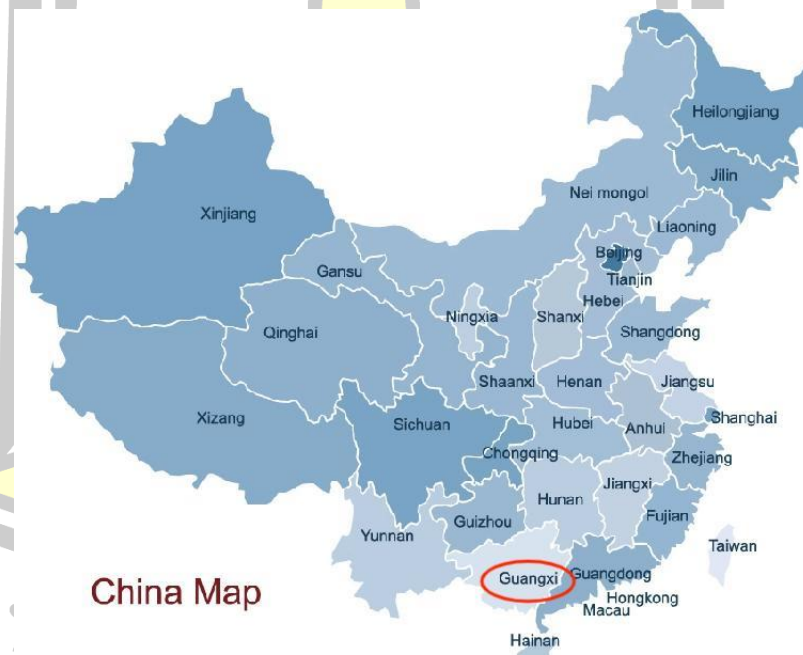 Heilongjiang
Jilin
Nei mongol
Xinjiang
Liaoning
Beijing
Gansu
Tianjin
Hebei
Ningxia
Shanxi
Qinghai
Shangdong
Shaanxi
Henan
Jiangsu
Xizang
Sichuan
Hubei
Anhui
Shanghai
Chongqing
Zhejiang
Jiangxi
Hunan
Guizhou
Fujian
Yunnan
Taiwan
Guangxi
Guangdong
China Map
Hongkong
Macau
Hainan